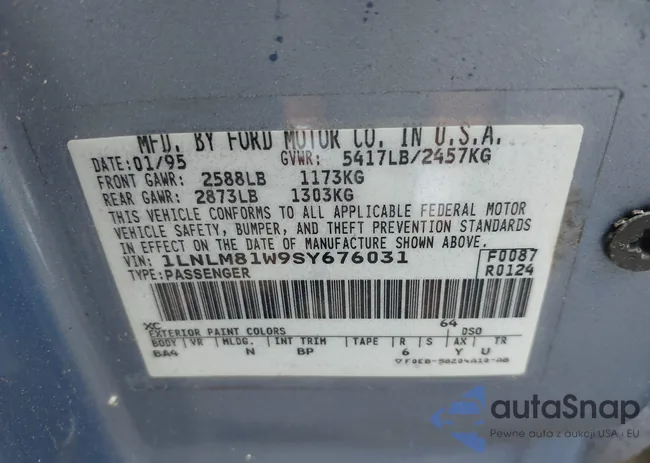 MFD. BY FORD MOTOR CO. IN U.S.A.
DATE: 01/95 GVWR: 5417LB/2457KG
FRONT GAWR: 2588LB 1173KG
REAR GAWR: 2873LB 1303KG
THIS VEHICLE CONFORMS TO ALL APPLICABLE FEDERAL MOTOR
VEHICLE SAFETY, BUMPER, AND THEFT PREVENTION STANDARDS
IN EFFECT ON THE DATE OF MANUFACTURE SHOWN ABOVE.
VIN: 1LNLM81W9SY676031 F0087
TYPE: PASSENGER R0124
XC 64
EXTERIOR PAINT COLORS DSO
BODY VR MLDG. INT TRIM TAPE R S AX TR
BA4 N BP 6 Y U
autoSnap
Pewne auto z aukcji USA i EU